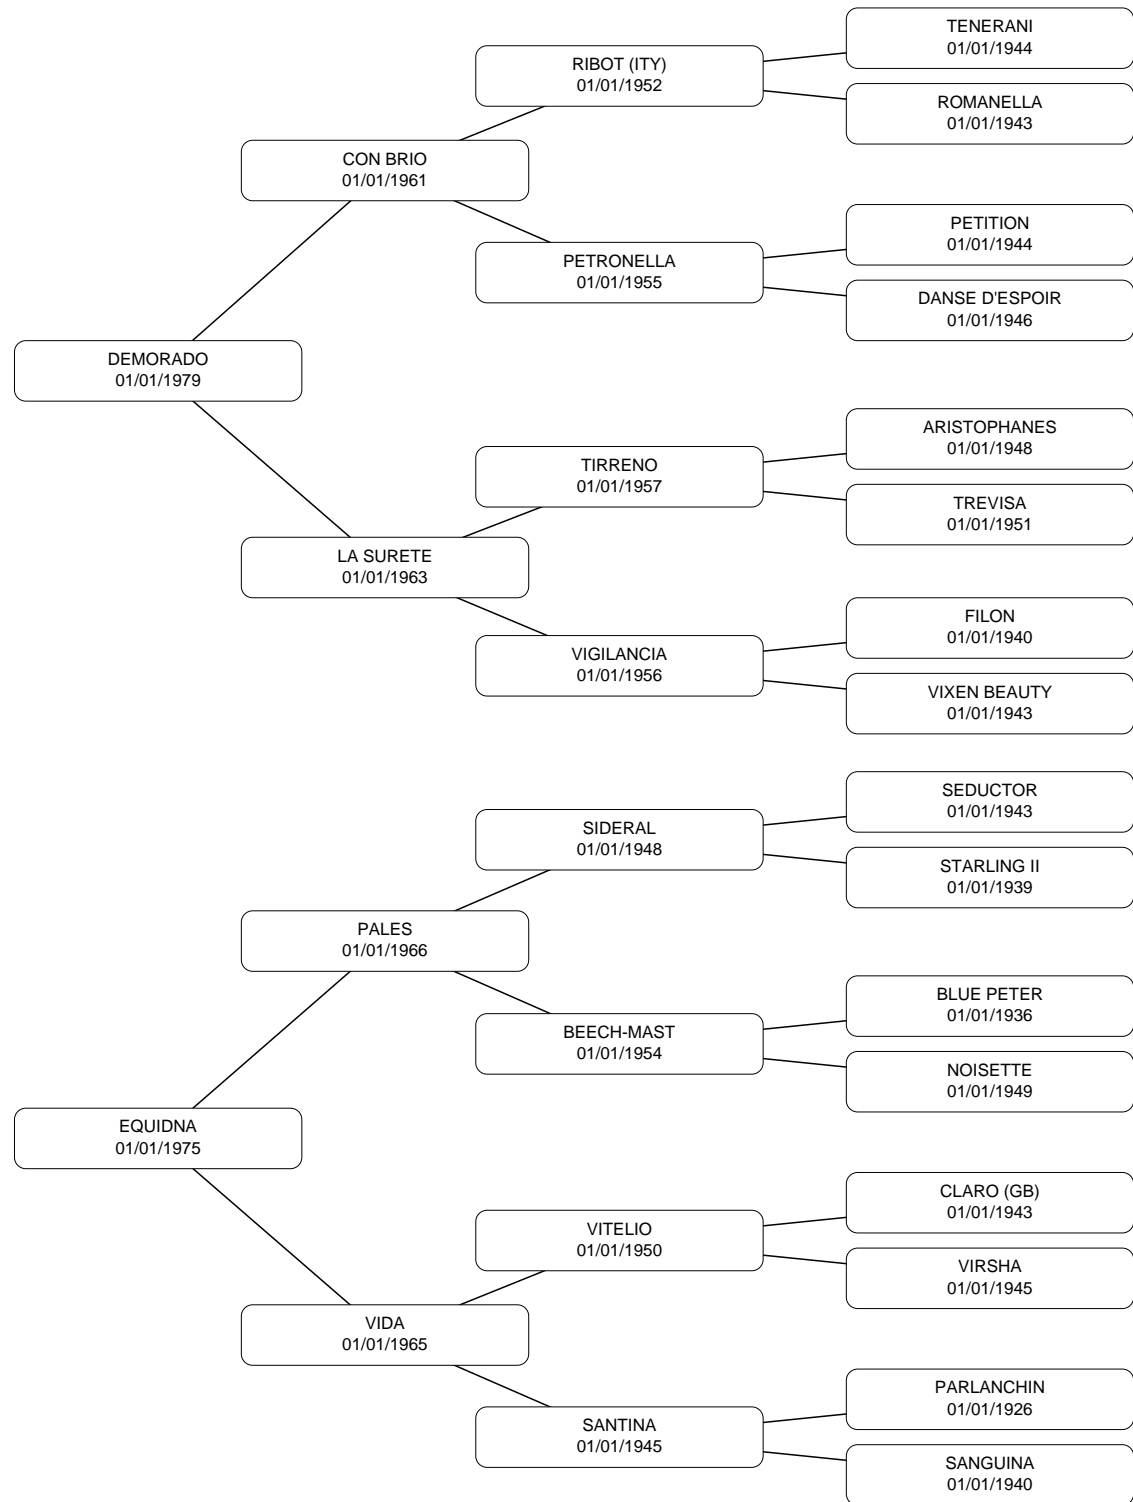 TENERANI
01/01/1944
RIBOT (ITY)
01/01/1952
ROMANELLA
01/01/1943
CON BRIO
01/01/1961
PETITION
01/01/1944
PETRONELLA
01/01/1955
DANSE D'ESPOIR
01/01/1946
DEMORADO
01/01/1979
ARISTOPHANES
01/01/1948
TIRRENO
01/01/1957
TREVISA
01/01/1951
LA SURETE
01/01/1963
FILON
01/01/1940
VIGILANCIA
01/01/1956
VIXEN BEAUTY
01/01/1943
SEDUCTOR
01/01/1943
SIDERAL
01/01/1948
STARLING II
01/01/1939
PALES
01/01/1966
BLUE PETER
01/01/1936
BEECH-MAST
01/01/1954
NOISETTE
01/01/1949
EQUIDNA
01/01/1975
CLARO (GB)
01/01/1943
VITELIO
01/01/1950
VIRSHA
01/01/1945
VIDA
01/01/1965
PARLANCHIN
01/01/1926
SANTINA
01/01/1945
SANGUINA
01/01/1940